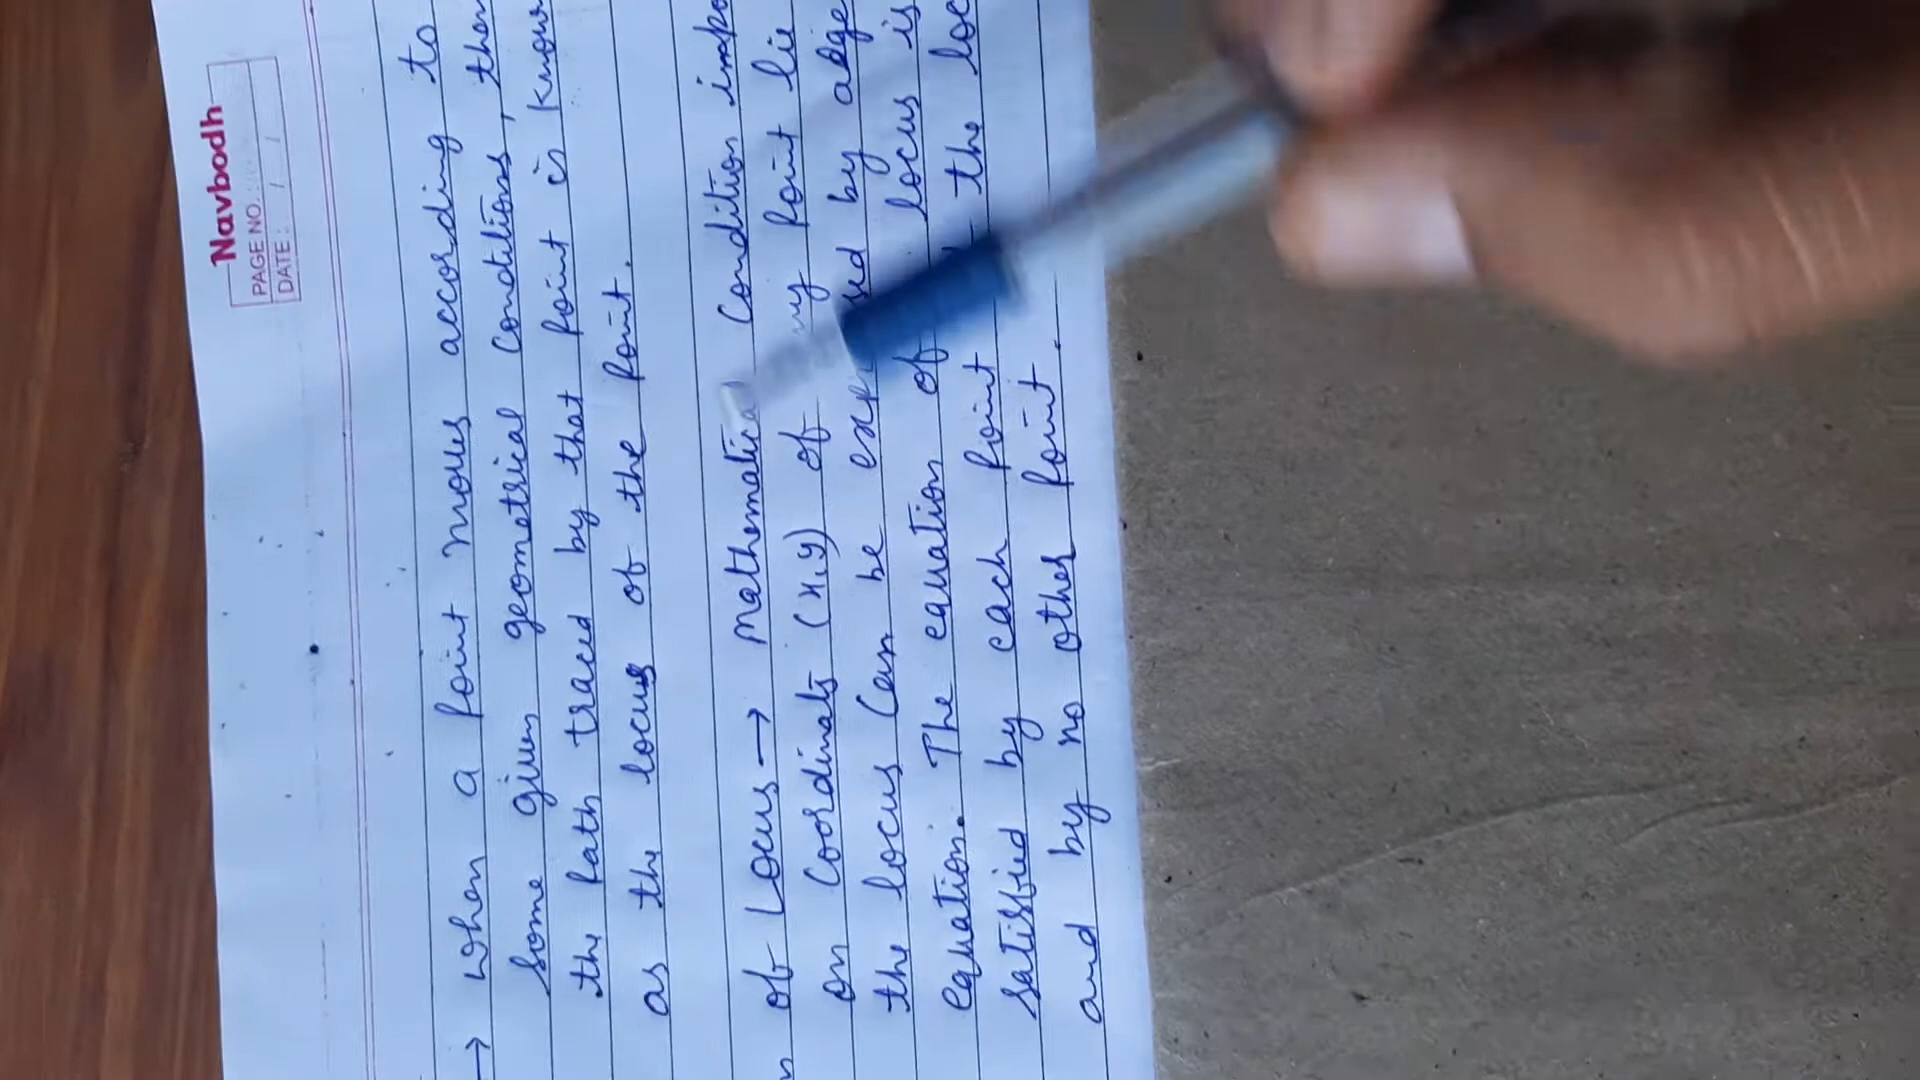 Navbodh
PAGE NO.
DATE : / /
→ when a point moves according to
some given geometrical conditions, then
the path traced by that point is known
as the locus of the point.
of Locus → Mathematical Condition
on Coordinates (x,y) of point lie
the locus can be by
equation. The equation of locus is
satisfied by each point the
and by no other point.